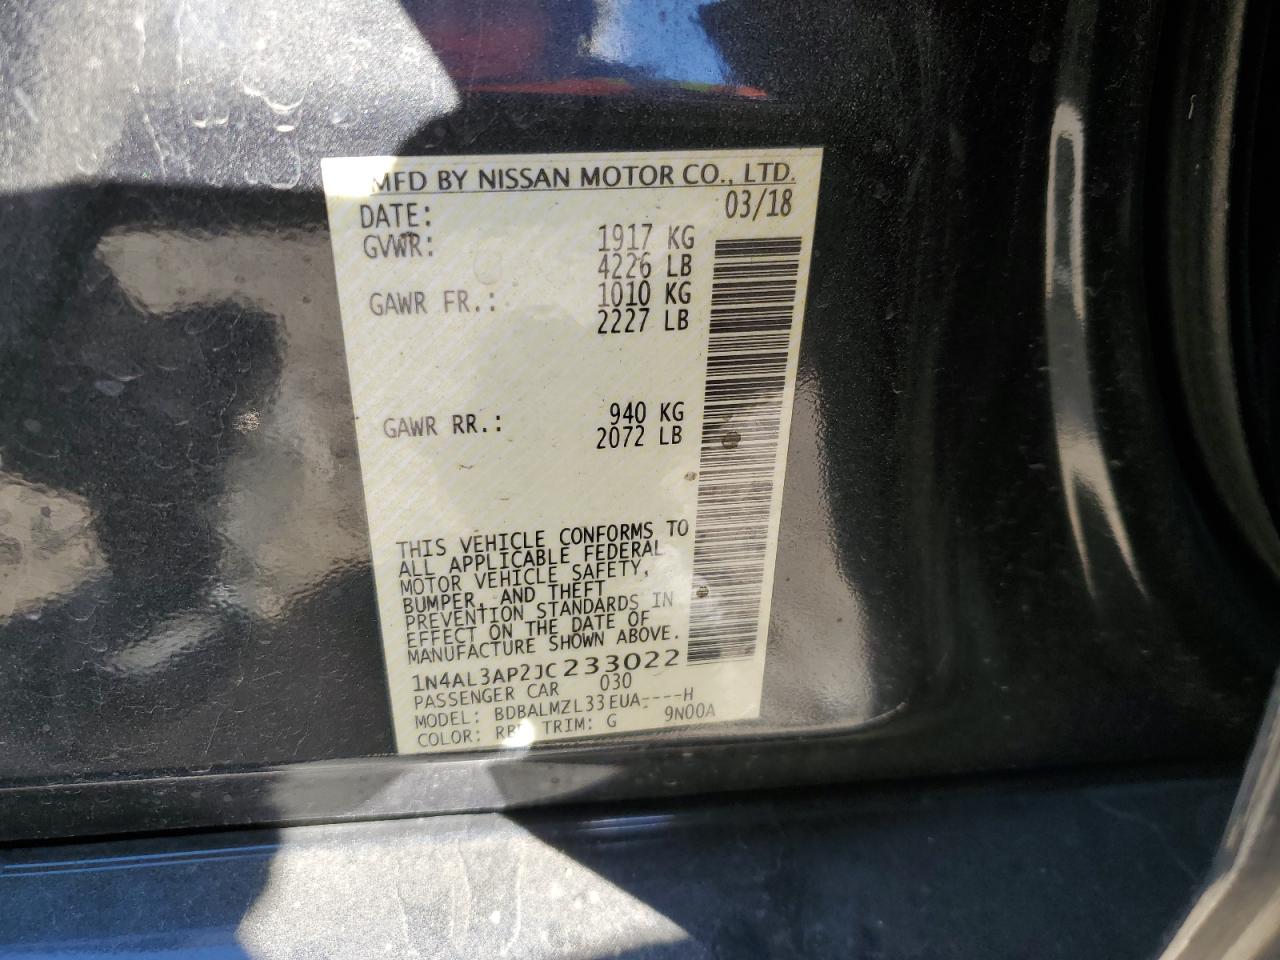 MFD BY NISSAN MOTOR CO., LTD.
DATE: 03/18
GVWR: 1917 KG
4226 LB
GAWR FR.: 1010 KG
2227 LB
GAWR RR.: 940 KG
2072 LB
THIS VEHICLE CONFORMS TO
ALL APPLICABLE FEDERAL
MOTOR VEHICLE SAFETY,
BUMPER, AND THEFT
PREVENTION STANDARDS IN
EFFECT ON THE DATE OF
MANUFACTURE SHOWN ABOVE.
1N4AL3AP2JC233022
PASSENGER CAR 030
MODEL: BDBALMZL33EUA----H
COLOR: TRIM: G 9N00A